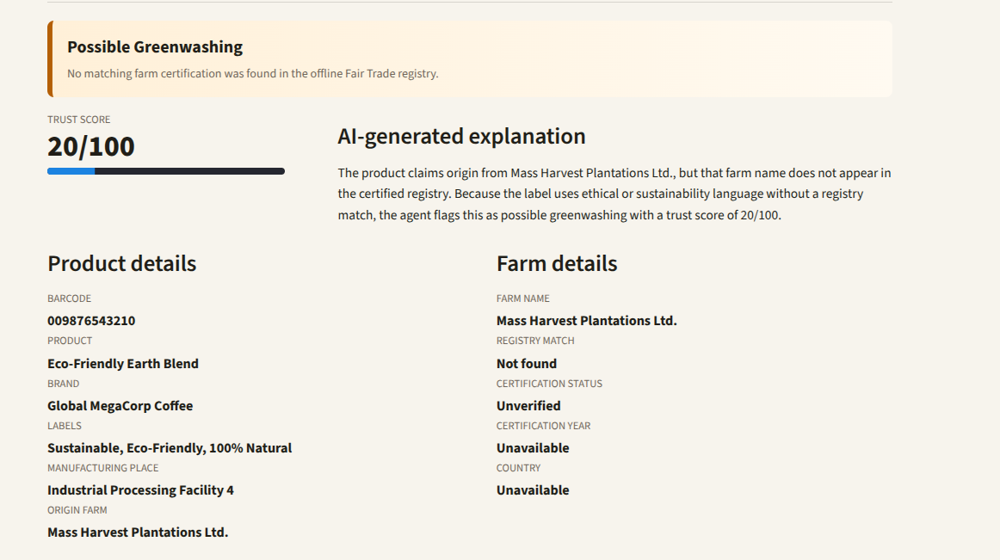 Possible Greenwashing
No matching farm certification was found in the offline Fair Trade registry.
TRUST SCORE
20/100
AI-generated explanation
The product claims origin from Mass Harvest Plantations Ltd., but that farm name does not appear in
the certified registry. Because the label uses ethical or sustainability language without a registry
match, the agent flags this as possible greenwashing with a trust score of 20/100.
Product details
BARCODE
009876543210
PRODUCT
Eco-Friendly Earth Blend
BRAND
Global MegaCorp Coffee
LABELS
Sustainable, Eco-Friendly, 100% Natural
MANUFACTURING PLACE
Industrial Processing Facility 4
ORIGIN FARM
Mass Harvest Plantations Ltd.
Farm details
FARM NAME
Mass Harvest Plantations Ltd.
REGISTRY MATCH
Not found
CERTIFICATION STATUS
Unverified
CERTIFICATION YEAR
Unavailable
COUNTRY
Unavailable